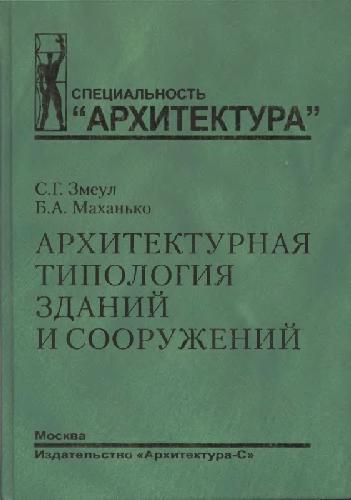 СПЕЦИАЛЬНОСТЬ
"АРХИТЕКТУРА"
С.Г. Змеул
Б.А. Маханько
АРХИТЕКТУРНАЯ
ТИПОЛОГИЯ
ЗДАНИЙ
И СООРУЖЕНИЙ
Москва
Издательство «Архитектура-С»